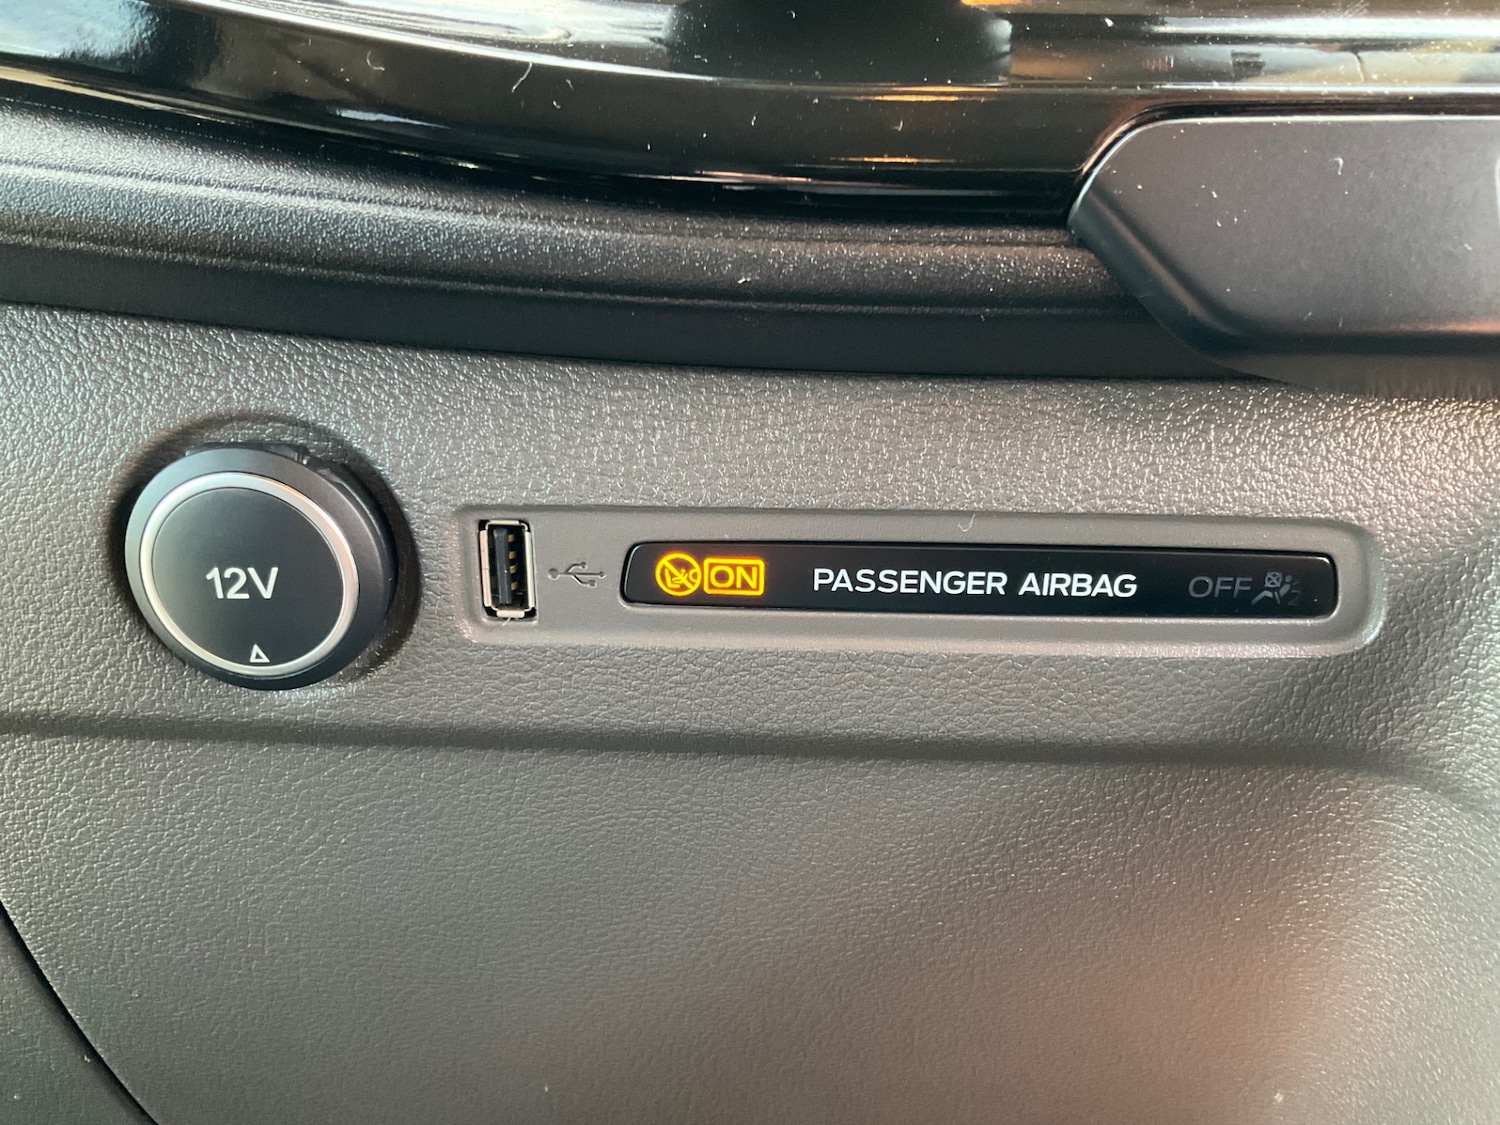 12V
ON PASSENGER AIRBAG OFF